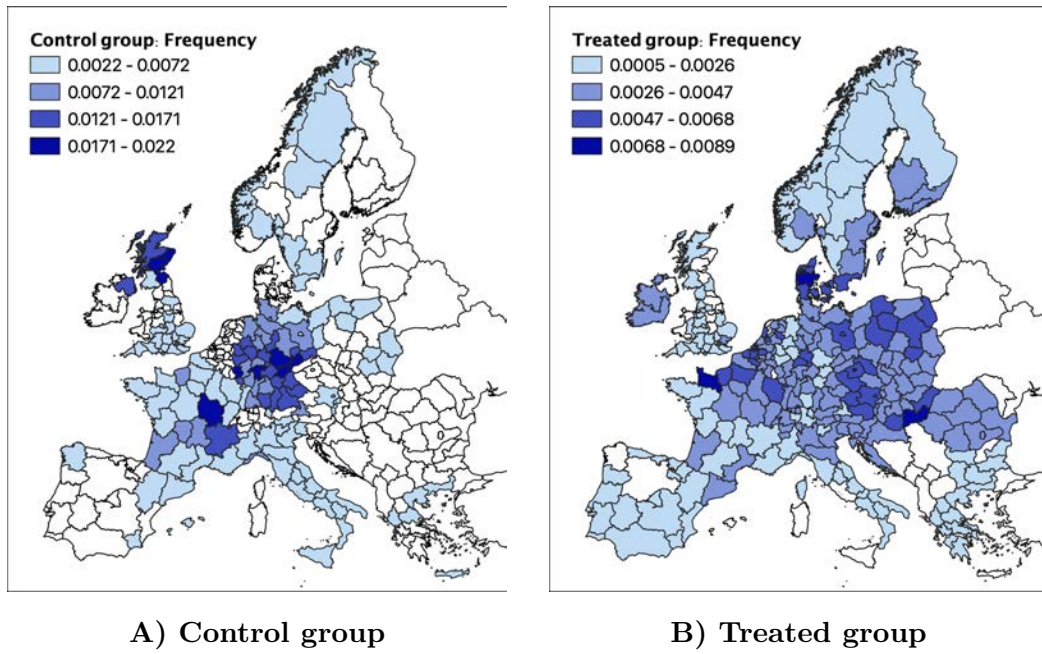 Control group: Frequency
0.0022 - 0.0072
0.0072 - 0.0121
0.0121 - 0.0171
0.0171 - 0.022
Treated group: Frequency
0.0005 - 0.0026
0.0026 - 0.0047
0.0047 - 0.0068
0.0068 - 0.0089
A) Control group
B) Treated group